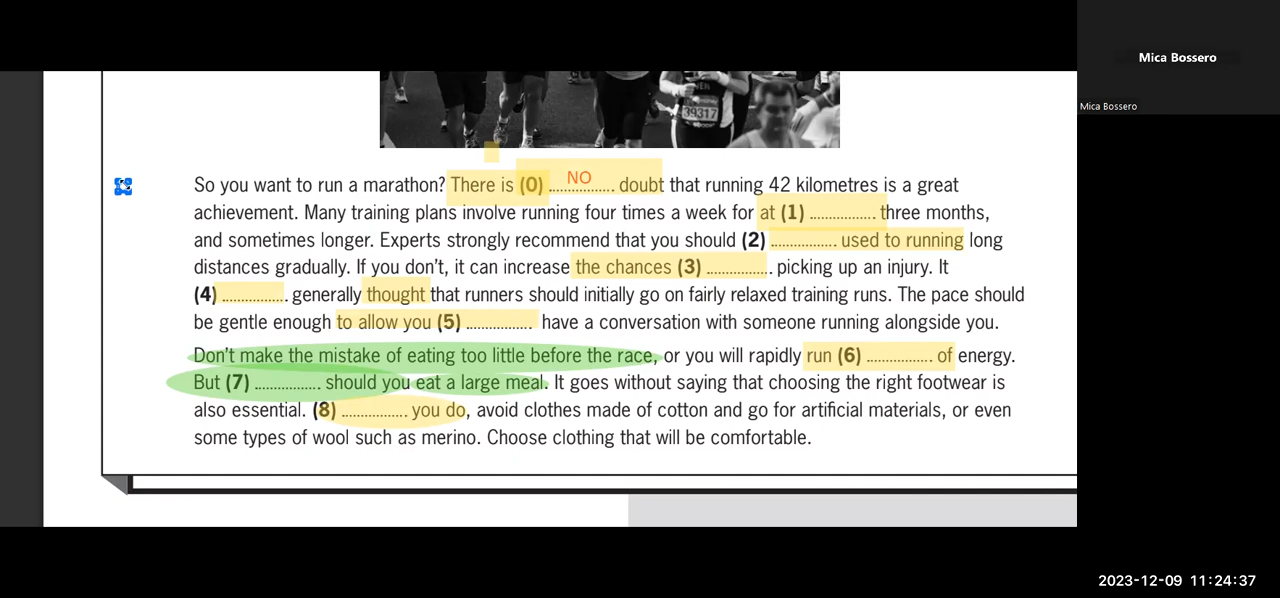 Mica Bossero
Mica Bossero
39317
So you want to run a marathon? There is (0) ................ NO doubt that running 42 kilometres is a great
achievement. Many training plans involve running four times a week for at (1) ................ three months,
and sometimes longer. Experts strongly recommend that you should (2) ................ used to running long
distances gradually. If you don't, it can increase the chances (3) ................ picking up an injury. It
(4) ................ generally thought that runners should initially go on fairly relaxed training runs. The pace should
be gentle enough to allow you (5) ................ have a conversation with someone running alongside you.
Don't make the mistake of eating too little before the race, or you will rapidly run (6) ................ of energy.
But (7) ................ should you eat a large meal. It goes without saying that choosing the right footwear is
also essential. (8) ................ you do, avoid clothes made of cotton and go for artificial materials, or even
some types of wool such as merino. Choose clothing that will be comfortable.
2023-12-09 11:24:37